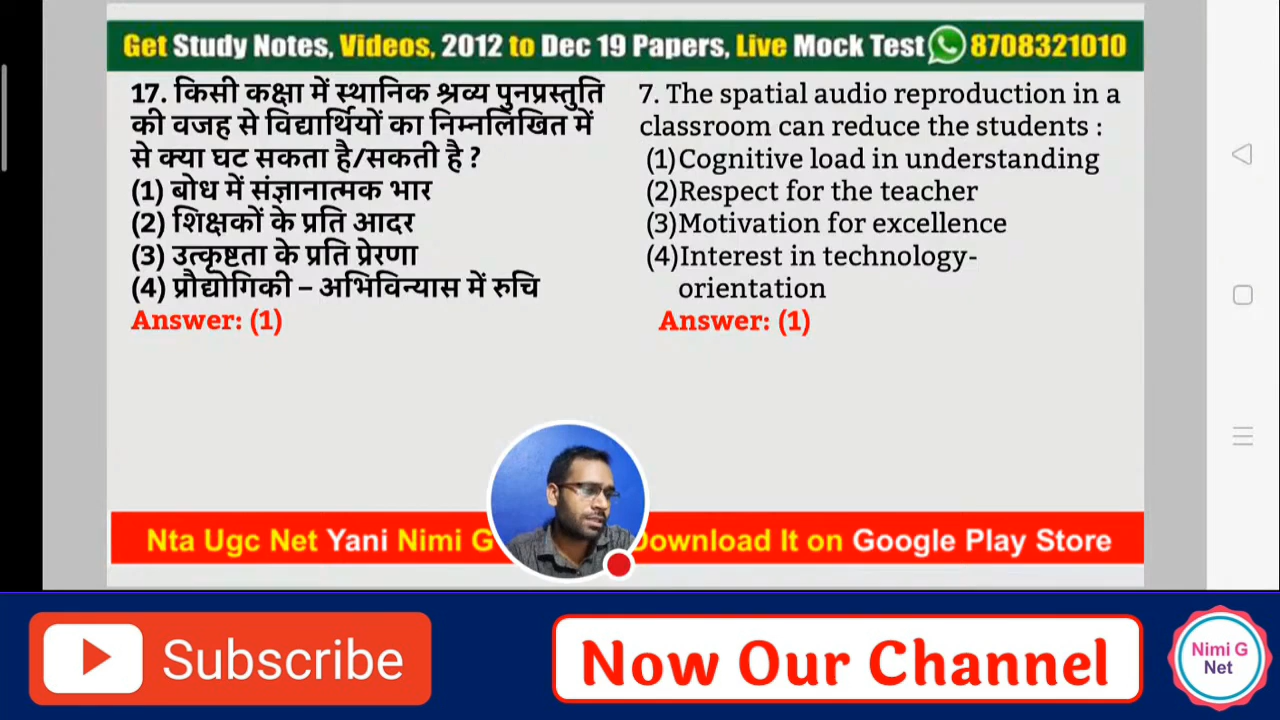 Get Study Notes, Videos, 2012 to Dec 19 Papers, Live Mock Test 8708321010
17. किसी कक्षा में स्थानिक श्रव्य पुनप्रस्तुति
की वजह से विद्यार्थियों का निम्नलिखित में
से क्या घट सकता है/सकती है ?
(1) बोध में संज्ञानात्मक भार
(2) शिक्षकों के प्रति आदर
(3) उत्कृष्टता के प्रति प्रेरणा
(4) प्रौद्योगिकी – अभिविन्यास में रुचि
Answer: (1)
7. The spatial audio reproduction in a
classroom can reduce the students :
(1)Cognitive load in understanding
(2)Respect for the teacher
(3)Motivation for excellence
(4)Interest in technology-
orientation
Answer: (1)
Nta Ugc Net Yani Nimi G Download It on Google Play Store
Subscribe
Now Our Channel
Nimi G
Net